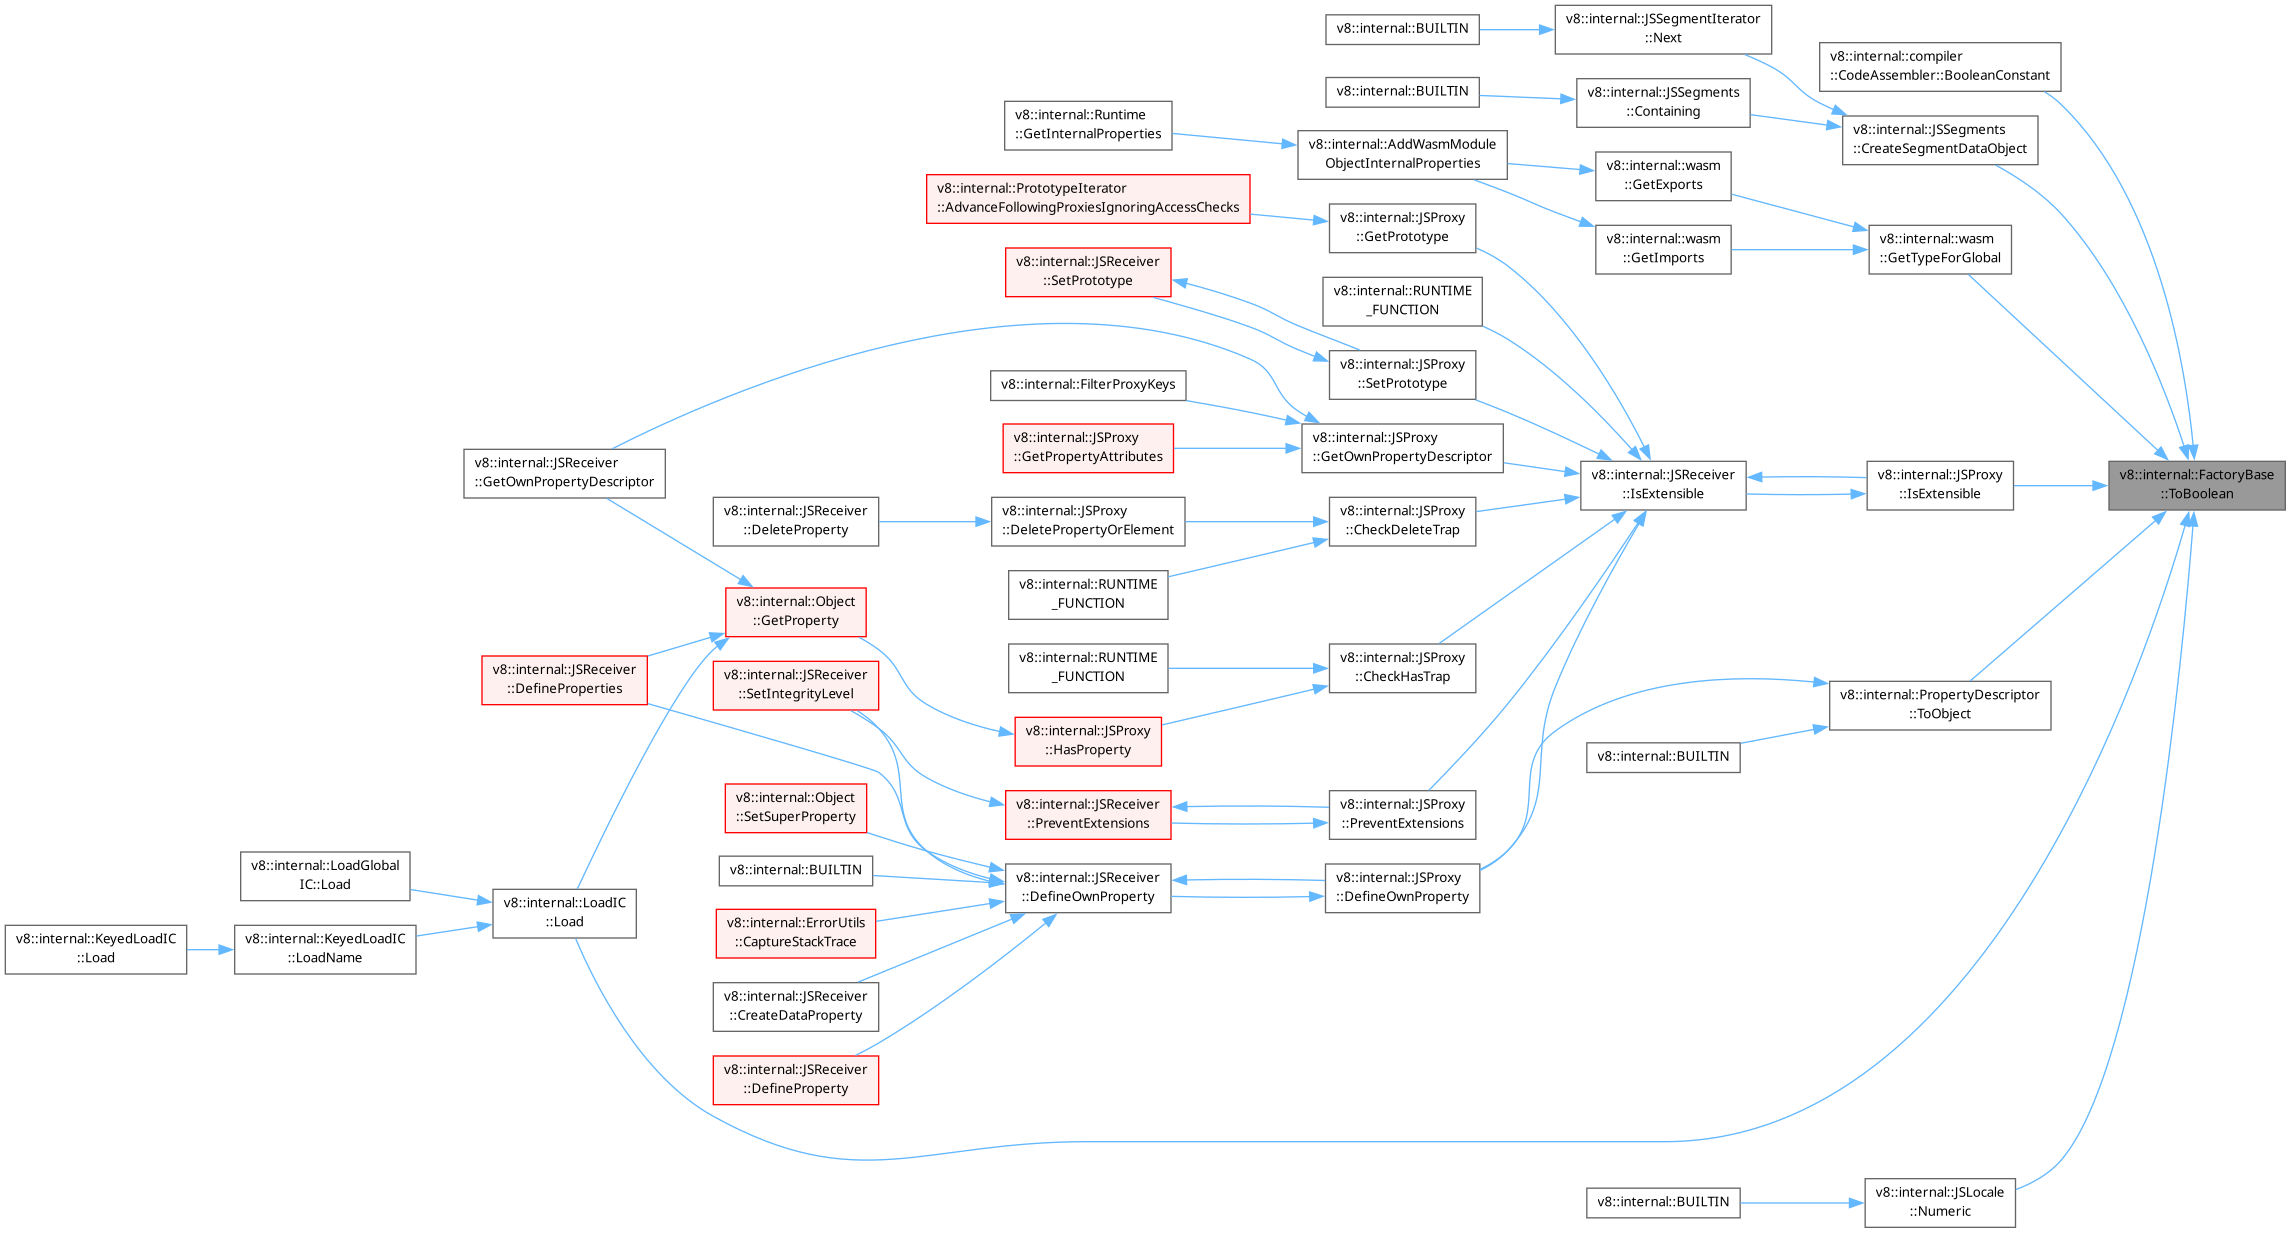 v8::internal::JSSegmentIterator
::Next
v8::internal::BUILTIN
v8::internal::compiler
::CodeAssembler::BooleanConstant
v8::internal::BUILTIN
v8::internal::JSSegments
::Containing
v8::internal::Runtime
::GetInternalProperties
v8::internal::JSSegments
::CreateSegmentDataObject
v8::internal::AddWasmModule
ObjectInternalProperties
v8::internal::wasm
::GetExports
v8::internal::PrototypeIterator
::AdvanceFollowingProxiesIgnoringAccessChecks
v8::internal::JSProxy
::GetPrototype
v8::internal::wasm
::GetImports
v8::internal::wasm
::GetTypeForGlobal
v8::internal::JSReceiver
::SetPrototype
v8::internal::RUNTIME
_FUNCTION
v8::internal::JSProxy
::SetPrototype
v8::internal::FilterProxyKeys
v8::internal::JSReceiver
::GetOwnPropertyDescriptor
v8::internal::JSProxy
::GetPropertyAttributes
v8::internal::JSProxy
::GetOwnPropertyDescriptor
v8::internal::JSReceiver
::IsExtensible
v8::internal::JSProxy
::IsExtensible
v8::internal::FactoryBase
::ToBoolean
v8::internal::JSReceiver
::DeleteProperty
v8::internal::JSProxy
::DeletePropertyOrElement
v8::internal::JSProxy
::CheckDeleteTrap
v8::internal::RUNTIME
_FUNCTION
v8::internal::Object
::GetProperty
v8::internal::JSReceiver
::DefineProperties
v8::internal::JSReceiver
::SetIntegrityLevel
v8::internal::RUNTIME
_FUNCTION
v8::internal::JSProxy
::CheckHasTrap
v8::internal::PropertyDescriptor
::ToObject
v8::internal::JSProxy
::HasProperty
v8::internal::BUILTIN
v8::internal::Object
::SetSuperProperty
v8::internal::JSReceiver
::PreventExtensions
v8::internal::JSProxy
::PreventExtensions
v8::internal::LoadGlobal
IC::Load
v8::internal::BUILTIN
v8::internal::JSReceiver
::DefineOwnProperty
v8::internal::JSProxy
::DefineOwnProperty
v8::internal::LoadIC
::Load
v8::internal::KeyedLoadIC
::Load
v8::internal::KeyedLoadIC
::LoadName
v8::internal::ErrorUtils
::CaptureStackTrace
v8::internal::JSReceiver
::CreateDataProperty
v8::internal::JSReceiver
::DefineProperty
v8::internal::BUILTIN
v8::internal::JSLocale
::Numeric